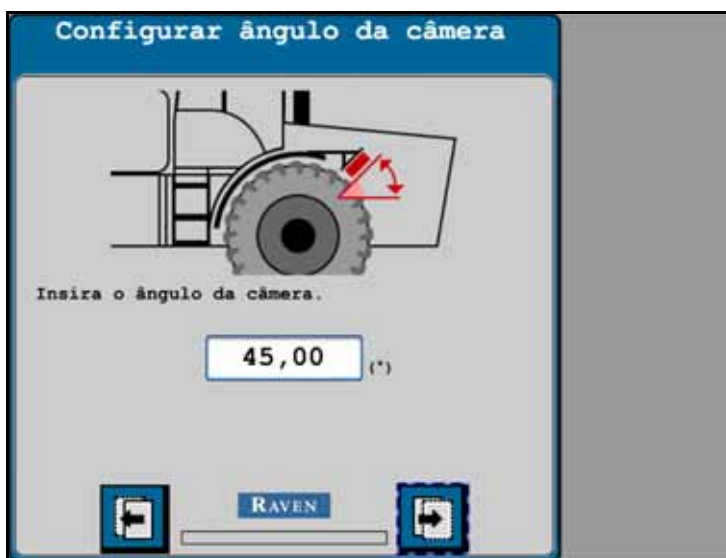 Configurar ângulo da câmera
Insira o ângulo da câmera.
45,00 (°)
RAVEN